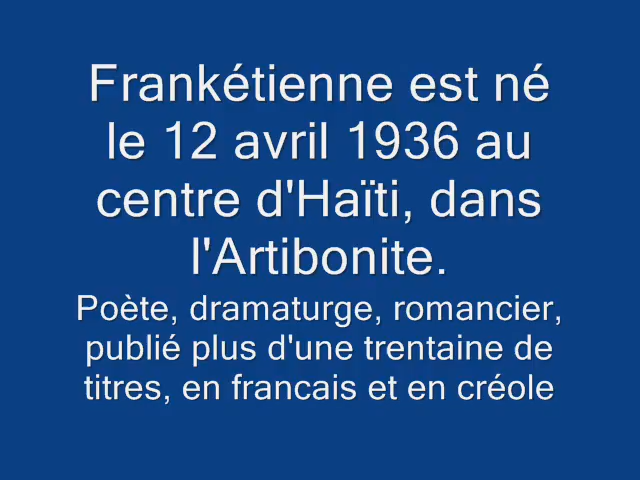 Frankétienne est né
le 12 avril 1936 au
centre d'Haïti, dans
l'Artibonite.
Poète, dramaturge, romancier,
publié plus d'une trentaine de
titres, en francais et en créole